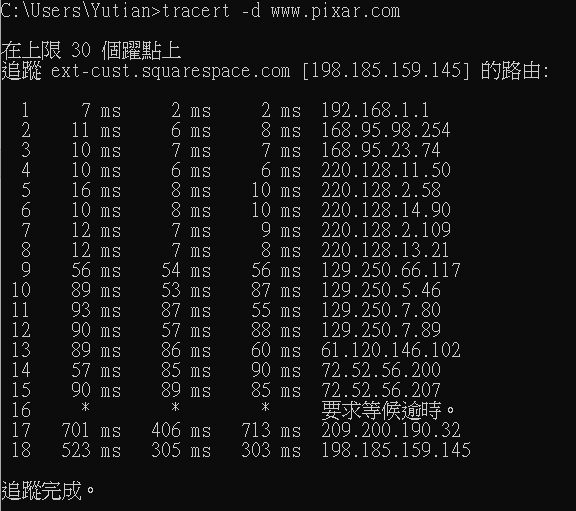 C:\Users\Yutian>tracert -d www.pixar.com
在上限 30 個躍點上
追蹤 ext-cust.squarespace.com [198.185.159.145] 的路由:
1 7 ms 2 ms 2 ms 192.168.1.1
2 11 ms 6 ms 8 ms 168.95.98.254
3 10 ms 7 ms 7 ms 168.95.23.74
4 10 ms 6 ms 6 ms 220.128.11.50
5 16 ms 8 ms 10 ms 220.128.2.58
6 10 ms 8 ms 10 ms 220.128.14.90
7 12 ms 7 ms 9 ms 220.128.2.109
8 12 ms 7 ms 8 ms 220.128.13.21
9 56 ms 54 ms 56 ms 129.250.66.117
10 89 ms 53 ms 87 ms 129.250.5.46
11 93 ms 87 ms 55 ms 129.250.7.80
12 90 ms 57 ms 88 ms 129.250.7.89
13 89 ms 86 ms 60 ms 61.120.146.102
14 57 ms 85 ms 90 ms 72.52.56.200
15 90 ms 89 ms 85 ms 72.52.56.207
16 * * * 要求等候逾時。
17 701 ms 406 ms 713 ms 209.200.190.32
18 523 ms 305 ms 303 ms 198.185.159.145
追蹤完成。